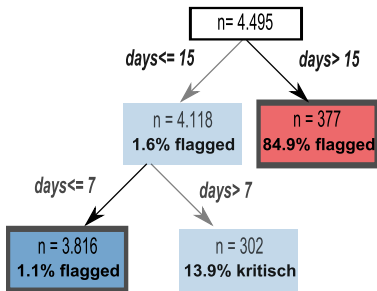 n= 4.495
days<= 15
days> 15
n = 4.118
1.6% flagged
n = 377
84.9% flagged
days<= 7
days> 7
n = 3.816
1.1% flagged
n = 302
13.9% kritisch